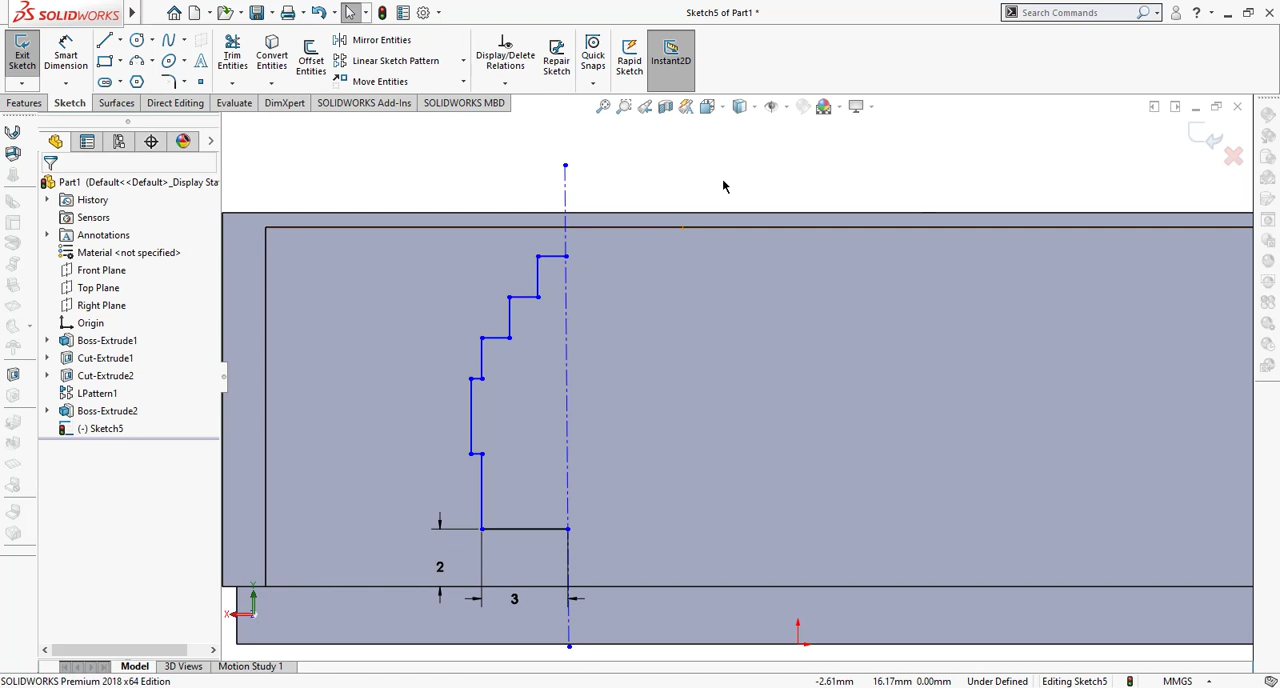 SOLIDWORKS
Sketch5 of Part1 *
Search Commands
?
Exit Sketch
Smart Dimension
Trim Entities
Convert Entities
Offset Entities
Mirror Entities
Linear Sketch Pattern
Move Entities
Display/Delete Relations
Repair Sketch
Quick Snaps
Rapid Sketch
Instant2D
Features
Sketch
Surfaces
Direct Editing
Evaluate
DimXpert
SOLIDWORKS Add-Ins
SOLIDWORKS MBD
Part1 (Default<<Default>_Display Sta
History
Sensors
Annotations
Material <not specified>
Front Plane
Top Plane
Right Plane
Origin
Boss-Extrude1
Cut-Extrude1
Cut-Extrude2
LPattern1
Boss-Extrude2
(-) Sketch5
2
3
Y
X
Model
3D Views
Motion Study 1
SOLIDWORKS Premium 2018 x64 Edition
-2.61mm
16.17mm 0.00mm
Under Defined
Editing Sketch5
MMGS